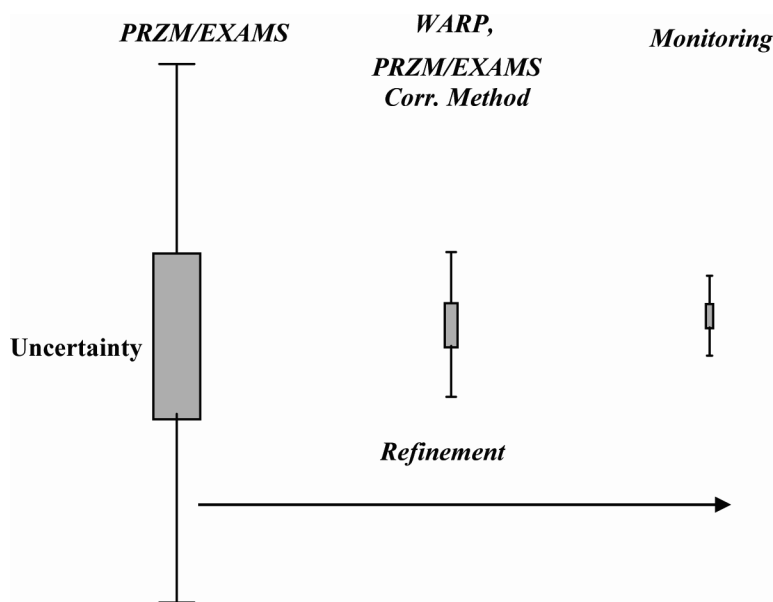 PRZM/EXAMS
WARP,
PRZM/EXAMS
Corr. Method
Monitoring
Uncertainty
Refinement